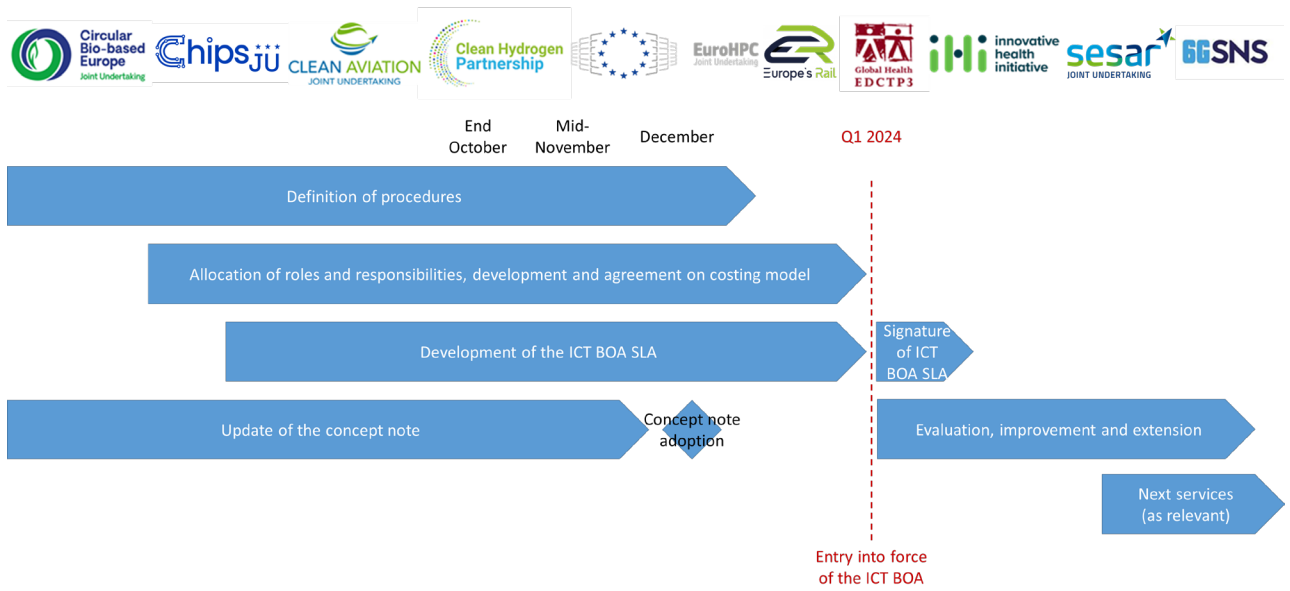 Circular
Bio-based
Europe
Joint Undertaking
Chips JU
CLEAN AVIATION
JOINT UNDERTAKING
Clean Hydrogen
Partnership
EuroHPC
Joint Undertaking
ER
Europe's Rail
Global Health
EDCTP3
iHi
innovative
health
initiative
sesar
JOINT UNDERTAKING
6GSNS
End
October
Mid-
November
December
Q1 2024
Definition of procedures
Allocation of roles and responsibilities, development and agreement on costing model
Development of the ICT BOA SLA
Signature
of ICT
BOA SLA
Update of the concept note
Concept note
adoption
Evaluation, improvement and extension
Next services
(as relevant)
Entry into force
of the ICT BOA